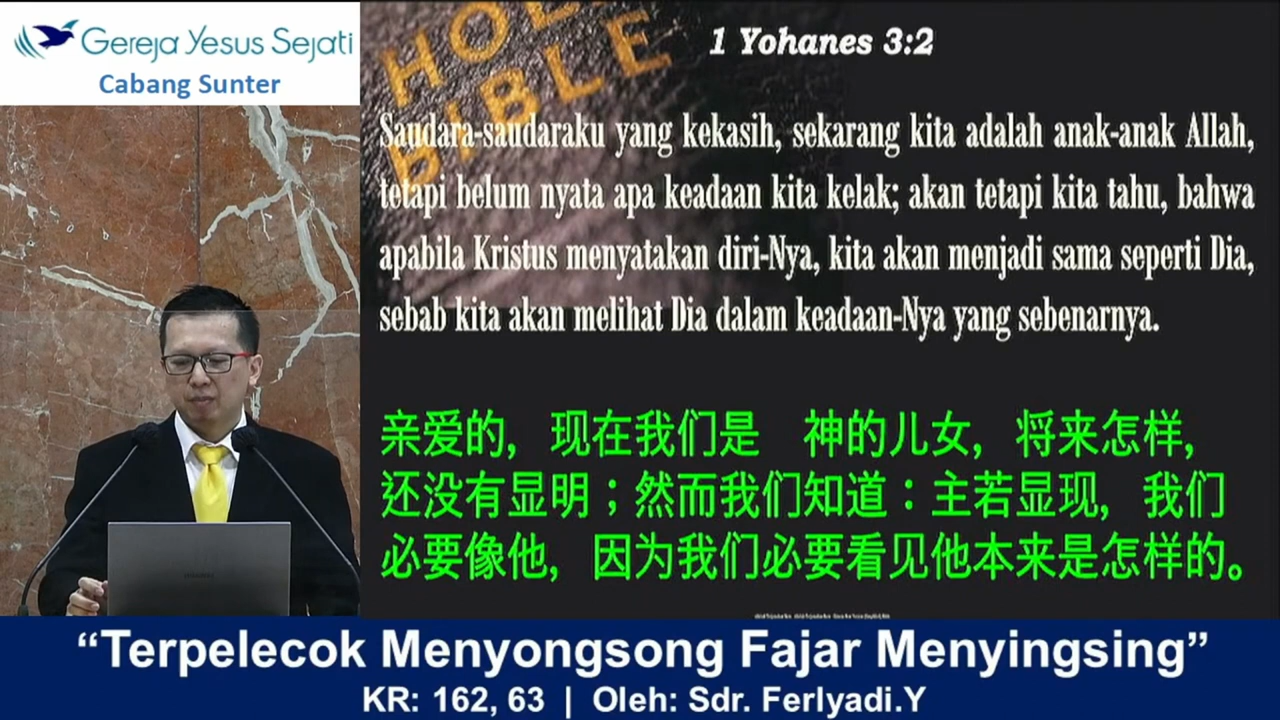 Gereja Yesus Sejati
Cabang Sunter
HOLY
BIBLE
1 Yohanes 3:2
Saudara-saudaraku yang kekasih, sekarang kita adalah anak-anak Allah,
tetapi belum nyata apa keadaan kita kelak; akan tetapi kita tahu, bahwa
apabila Kristus menyatakan diri-Nya, kita akan menjadi sama seperti Dia,
sebab kita akan melihat Dia dalam keadaan-Nya yang sebenarnya.
亲爱的，现在我们是　神的儿女，将来怎样，
还没有显明；然而我们知道：主若显现，我们
必要像他，因为我们必要看见他本来是怎样的。
“Terpelecok Menyongsong Fajar Menyingsing”
KR: 162, 63 | Oleh: Sdr. Ferlyadi.Y